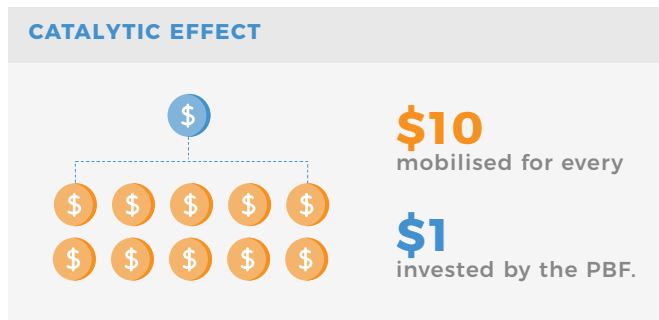 CATALYTIC EFFECT
$
$10
mobilised for every
$ $ $ $ $
$1
$ $ $ $ $
invested by the PBF.